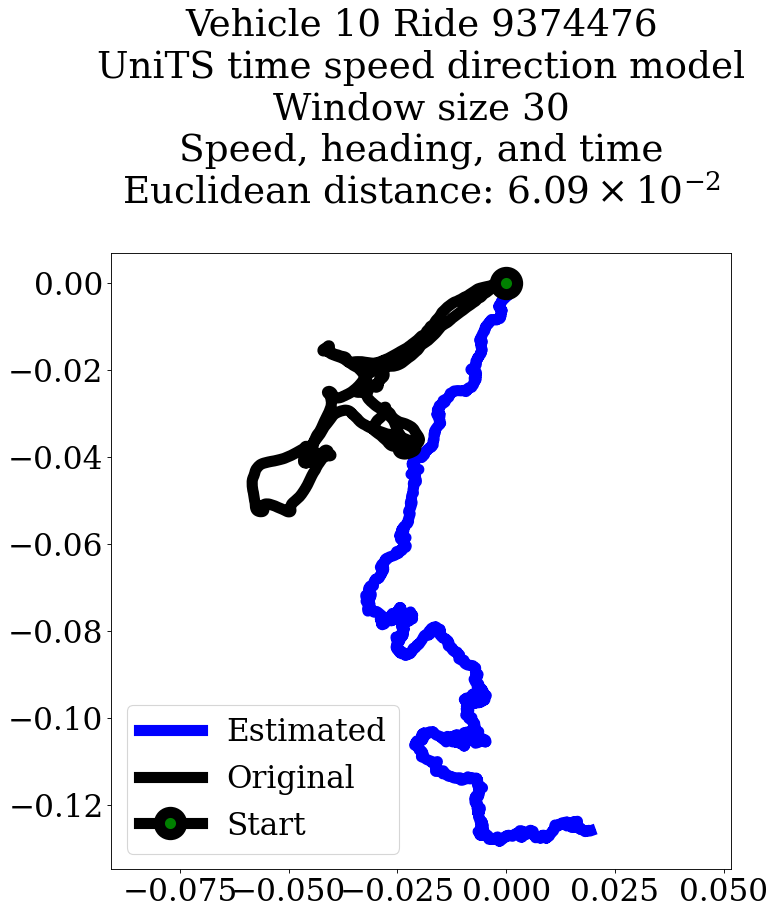 Vehicle 10 Ride 9374476
UniTS time speed direction model
Window size 30
Speed, heading, and time
Euclidean distance: 6.09 × 10⁻²
0.00
−0.02
−0.04
−0.06
−0.08
−0.10
−0.12
Estimated
Original
Start
−0.075 −0.050 −0.025 0.000 0.025 0.050